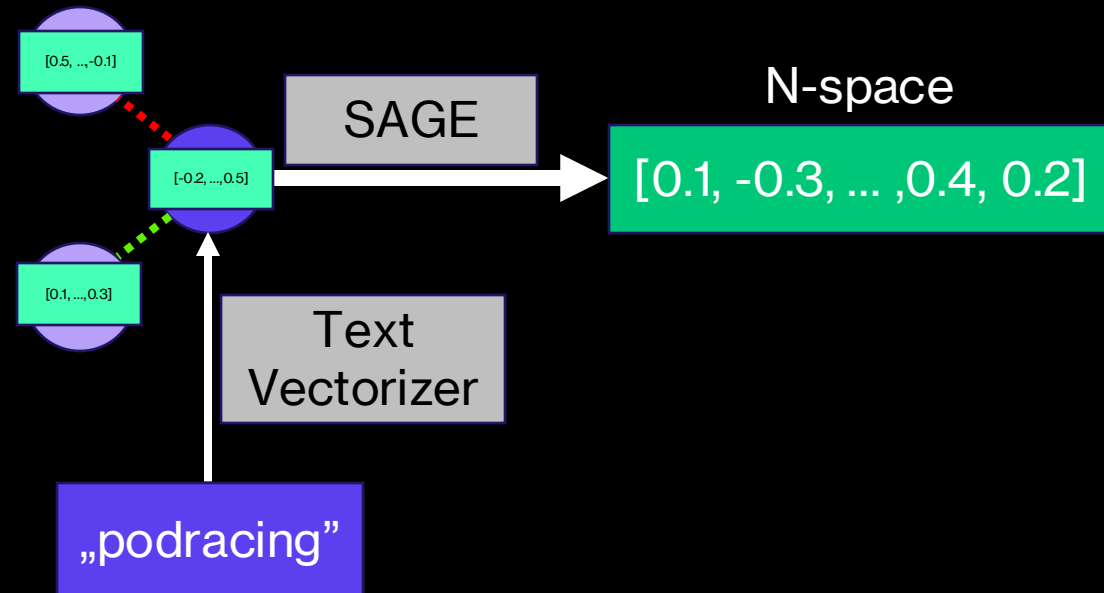 [0.5, ...,-0.1]
SAGE
N-space
[-0.2, ...,0.5]
[0.1, -0.3, ... ,0.4, 0.2]
[0.1, ...,0.3]
Text
Vectorizer
„podracing”